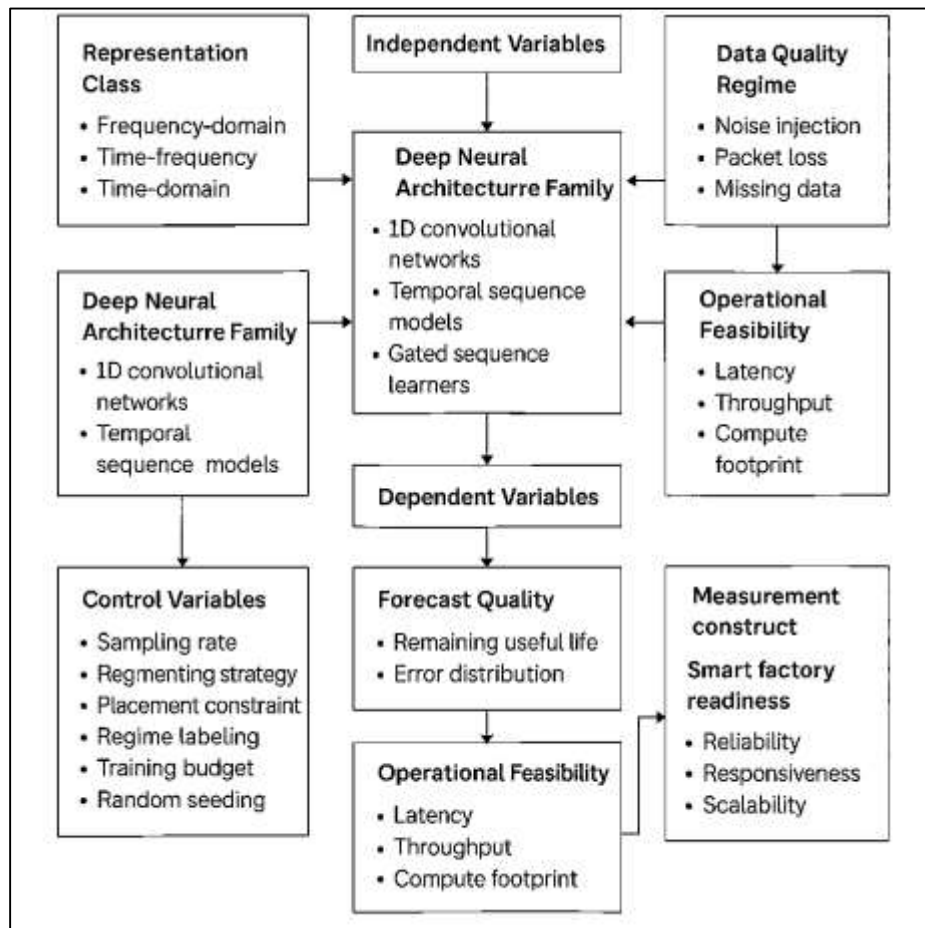 Representation
Class
• Frequency-domain
• Time-frequency
• Time-domain
Independent Variables
Data Quality
Regime
• Noise injection
• Packet loss
• Missing data
Deep Neural
Architecturre Family
• 1D convolutional
networks
• Temporal sequence
models
• Gated sequence
learners
Deep Neural
Architecturre Family
• 1D convolutional
networks
• Temporal
sequence models
Operational
Feasibility
• Latency
• Throughput
• Compute
footprint
Dependent Variables
Control Variables
• Sampling rate
• Regmenting strategy
• Placement constraint
• Regime labeling
• Training budget
• Random seeding
Forecast Quality
• Remaining useful life
• Error distribution
Operational Feasibility
• Latency
• Throughput
• Compute footprint
Measurement
construct
Smart factory
readiness
• Reliability
• Responsiveness
• Scalability